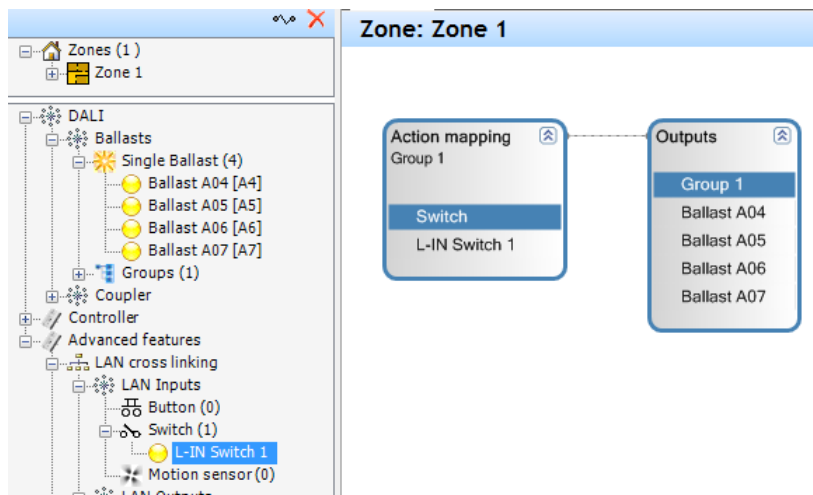 Zones (1 )
Zone 1
DALI
Ballasts
Single Ballast (4)
Ballast A04 [A4]
Ballast A05 [A5]
Ballast A06 [A6]
Ballast A07 [A7]
Groups (1)
Coupler
Controller
Advanced features
LAN cross linking
LAN Inputs
Button (0)
Switch (1)
L-IN Switch 1
Motion sensor(0)
LAN Outputs
Zone: Zone 1
Action mapping
Group 1
Switch
L-IN Switch 1
Outputs
Group 1
Ballast A04
Ballast A05
Ballast A06
Ballast A07